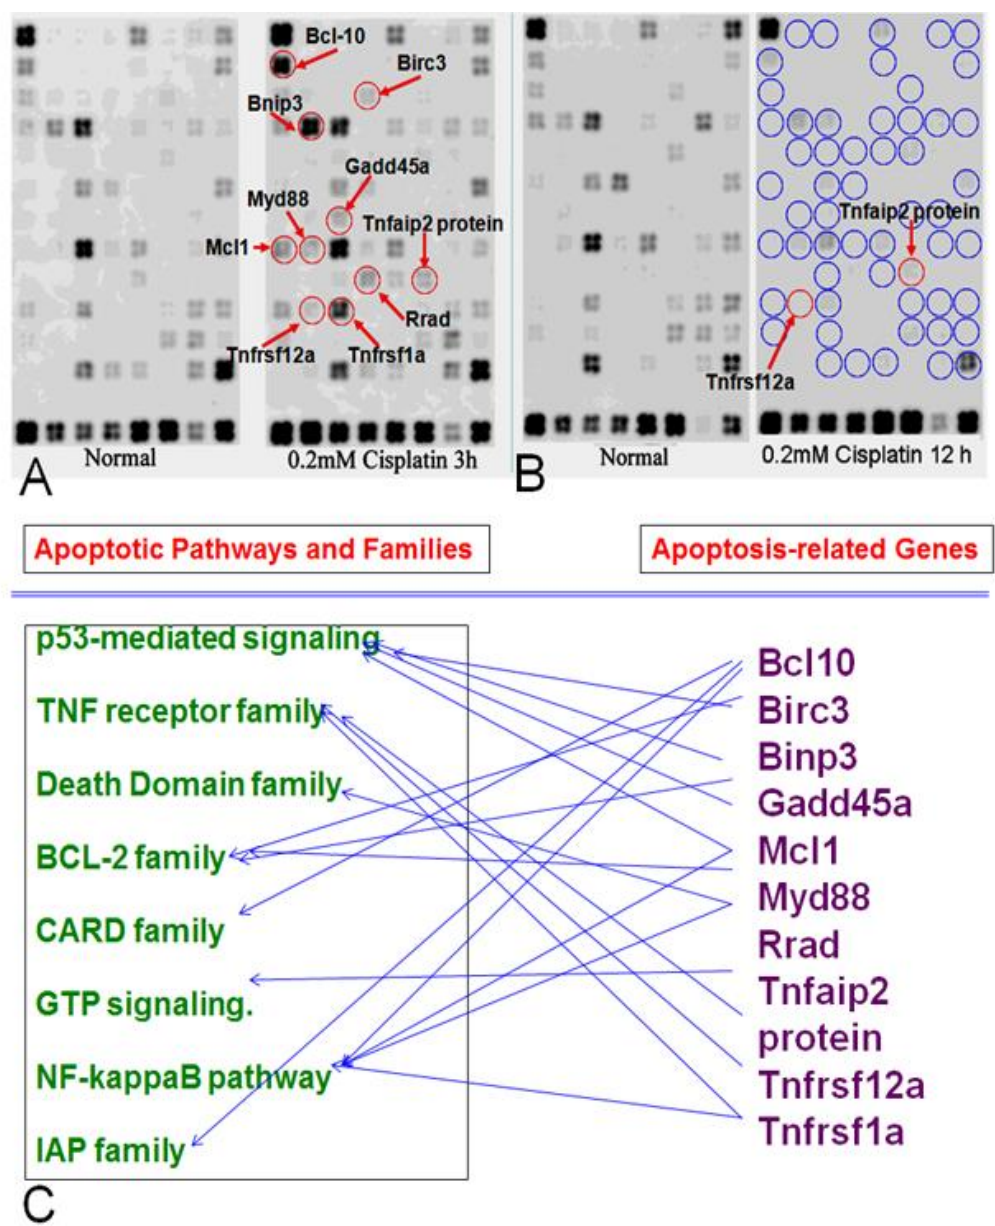 Bcl-10
Birc3
Bnip3
Gadd45a
Myd88
Tnfaip2 protein
Mcl1
Rrad
Tnfrsf12a
Tnfrsf1a
Normal
0.2mM Cisplatin 3h
A
Tnfaip2 protein
Tnfrsf12a
Normal
0.2mM Cisplatin 12 h
B
Apoptotic Pathways and Families
Apoptosis-related Genes
p53-mediated signaling
TNF receptor family
Death Domain family
BCL-2 family
CARD family
GTP signaling.
NF-kappaB pathway
IAP family
Bcl10
Birc3
Binp3
Gadd45a
Mcl1
Myd88
Rrad
Tnfaip2
protein
Tnfrsf12a
Tnfrsf1a
C